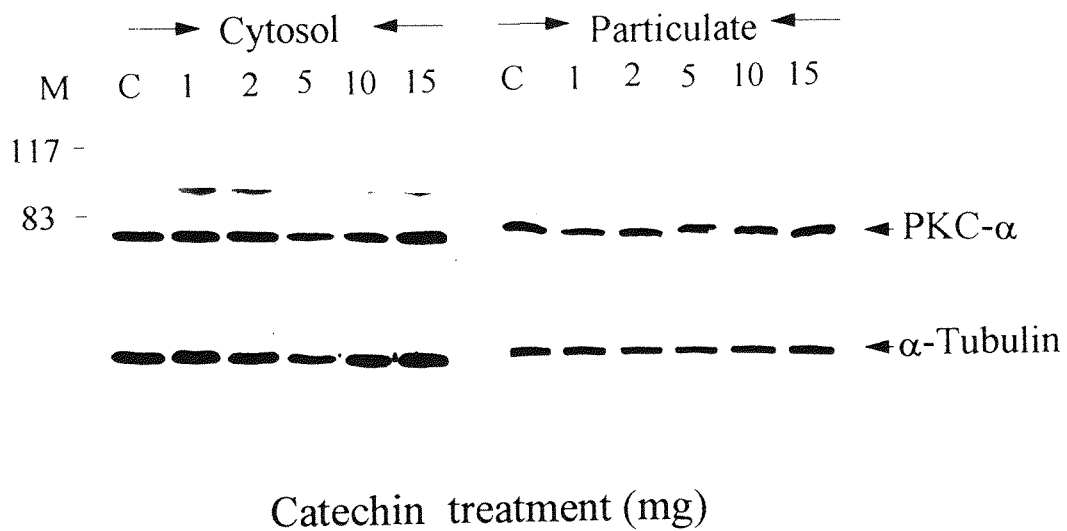 Cytosol Particulate
M C 1 2 5 10 15 C 1 2 5 10 15
117 -
83 -
PKC-α
α-Tubulin
Catechin treatment (mg)